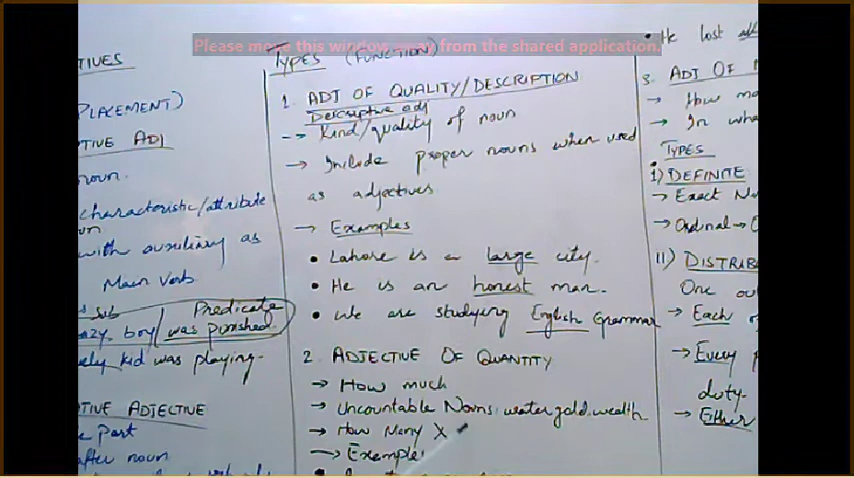 Please move this window away from the shared application.
TIVES
PLACEMENT)
TIVE ADJ
noun.
characteristic/attribute
with auxiliary as
Main verb
Sub
Predicate
azy boy/was punished
ely kid was playing.
TIVE ADJECTIVE
e Part
after noun
TYPES (FUNCTION)
1. ADJ OF QUALITY/DESCRIPTION
Descriptive adj
→ Kind/quality of noun
→ Include proper nouns when used
as adjectives
→ Examples
• Lahore is a large city.
• He is an honest man.
• We are studying English Grammar
2. ADJECTIVE OF QUANTITY
→ How much
→ Uncountable Nouns: water, gold, wealth
→ How Many X
→ Example:
• He lost
3. ADJ OF
→ How
→ In
TYPES
I) DEFINITE
→ Exact
→ Ordinal →
II) DISTRIB
One
→ Each
→ Every
duty.
→ Either